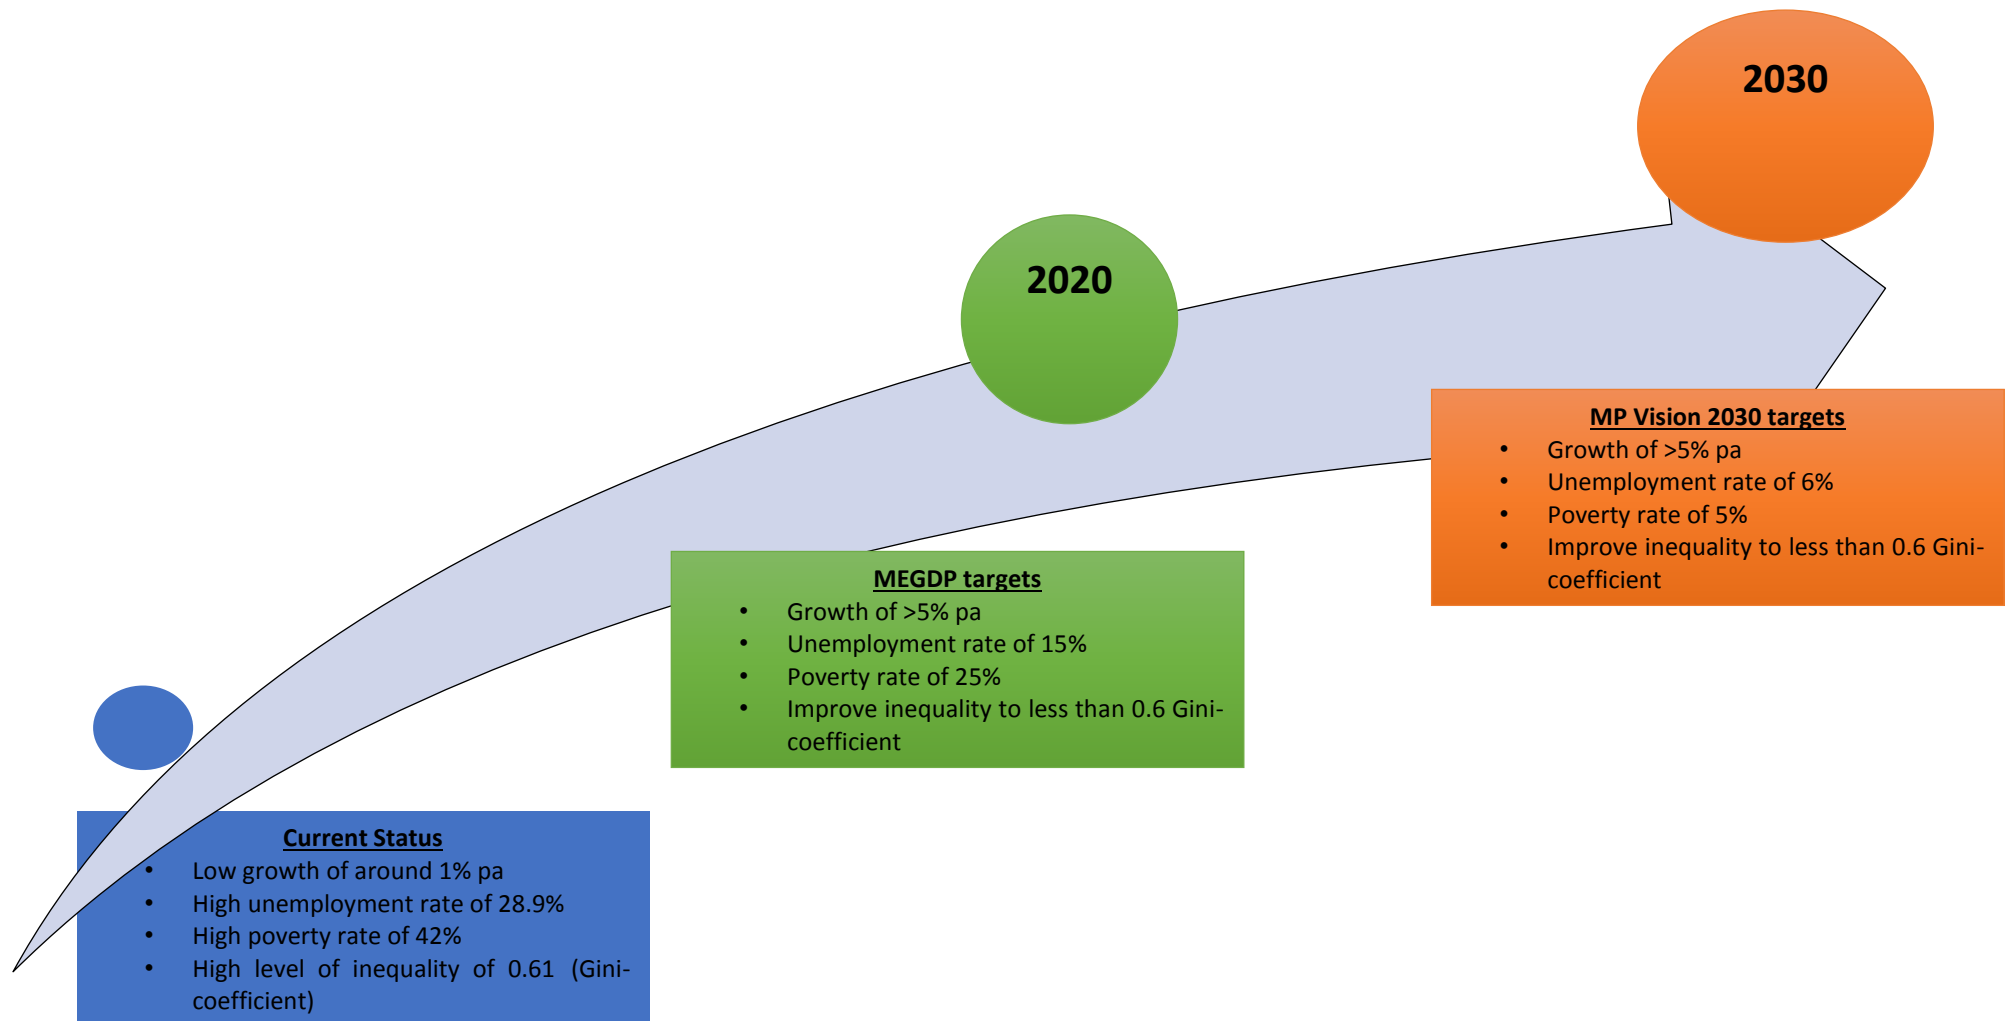 2030
2020
MP Vision 2030 targets
• Growth of >5% pa
• Unemployment rate of 6%
• Poverty rate of 5%
• Improve inequality to less than 0.6 Gini-
coefficient
MEGDP targets
• Growth of >5% pa
• Unemployment rate of 15%
• Poverty rate of 25%
• Improve inequality to less than 0.6 Gini-
coefficient
Current Status
• Low growth of around 1% pa
• High unemployment rate of 28.9%
• High poverty rate of 42%
• High level of inequality of 0.61 (Gini-
coefficient)